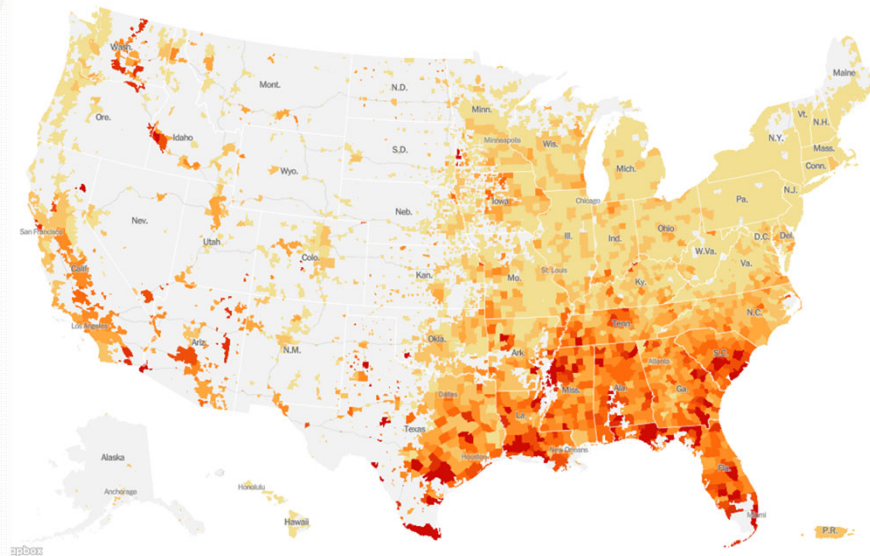 Wash.
Mont.
N.D.
Minn.
Maine
Ore.
Idaho
S.D.
Minneapolis
Wis.
Vt.
N.H.
N.Y.
Mass.
Mich.
Conn.
Wyo.
Iowa
Chicago
Pa.
N.J.
Nev.
Neb.
San Francisco
Utah
Colo.
Ill.
Ind.
Ohio
D.C.
Del.
W.Va.
Va.
Calif.
Kan.
Mo.
St. Louis
Ky.
N.C.
Los Angeles
Ariz.
N.M.
Okla.
Ark.
Tenn.
S.C.
Atlanta
Dallas
Miss.
Ala.
Ga.
Texas
La.
Houston
New Orleans
Fla.
Alaska
Anchorage
Honolulu
Hawaii
Miami
P.R.
apbox